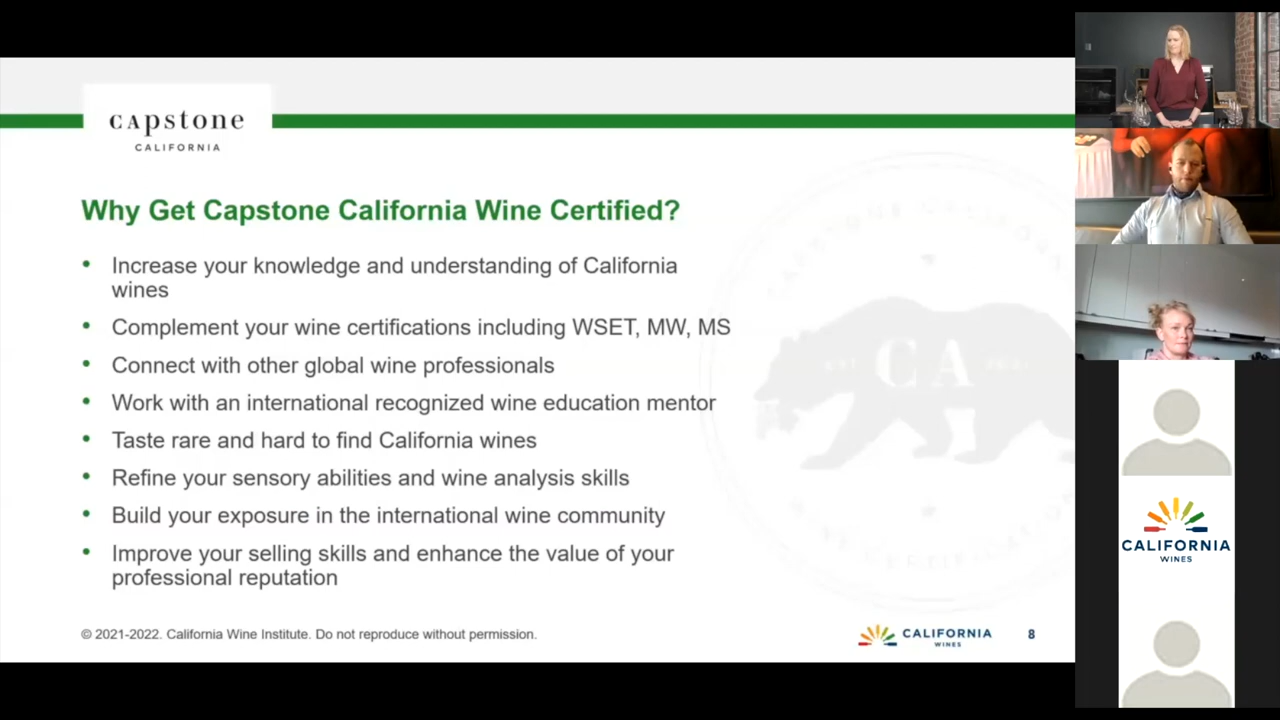 CAPSTONE
CALIFORNIA
Why Get Capstone California Wine Certified?
• Increase your knowledge and understanding of California
wines
• Complement your wine certifications including WSET, MW, MS
• Connect with other global wine professionals
• Work with an international recognized wine education mentor
• Taste rare and hard to find California wines
• Refine your sensory abilities and wine analysis skills
• Build your exposure in the international wine community
• Improve your selling skills and enhance the value of your
professional reputation
CA
© 2021-2022. California Wine Institute. Do not reproduce without permission.
CALIFORNIA
WINES
8
CALIFORNIA
WINES